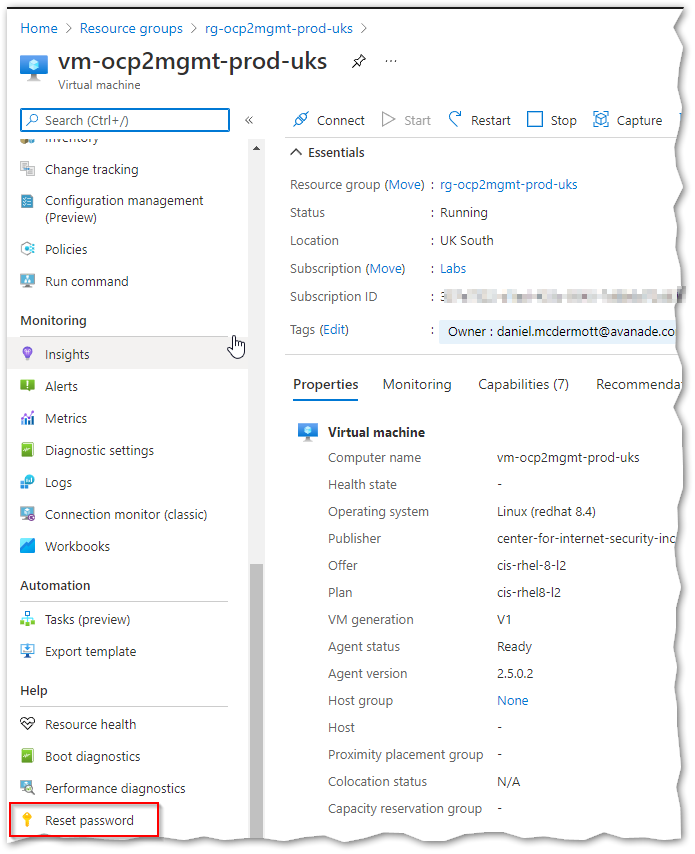 Home > Resource groups > rg-ocp2mgmt-prod-uks >
vm-ocp2mgmt-prod-uks
Virtual machine
Search (Ctrl+/)
Inventory
Change tracking
Configuration management
(Preview)
Policies
Run command
Monitoring
Insights
Alerts
Metrics
Diagnostic settings
Logs
Connection monitor (classic)
Workbooks
Automation
Tasks (preview)
Export template
Help
Resource health
Boot diagnostics
Performance diagnostics
Reset password
Connect Start Restart Stop Capture
Essentials
Resource group (Move) : rg-ocp2mgmt-prod-uks
Status : Running
Location : UK South
Subscription (Move) : Labs
Subscription ID : 3
Tags (Edit) : Owner : daniel.mcdermott@avanade.co
Properties Monitoring Capabilities (7) Recommendat
Virtual machine
Computer name vm-ocp2mgmt-prod-uks
Health state -
Operating system Linux (redhat 8.4)
Publisher center-for-internet-security-inc
Offer cis-rhel-8-l2
Plan cis-rhel8-l2
VM generation V1
Agent status Ready
Agent version 2.5.0.2
Host group None
Host -
Proximity placement group -
Colocation status N/A
Capacity reservation group -